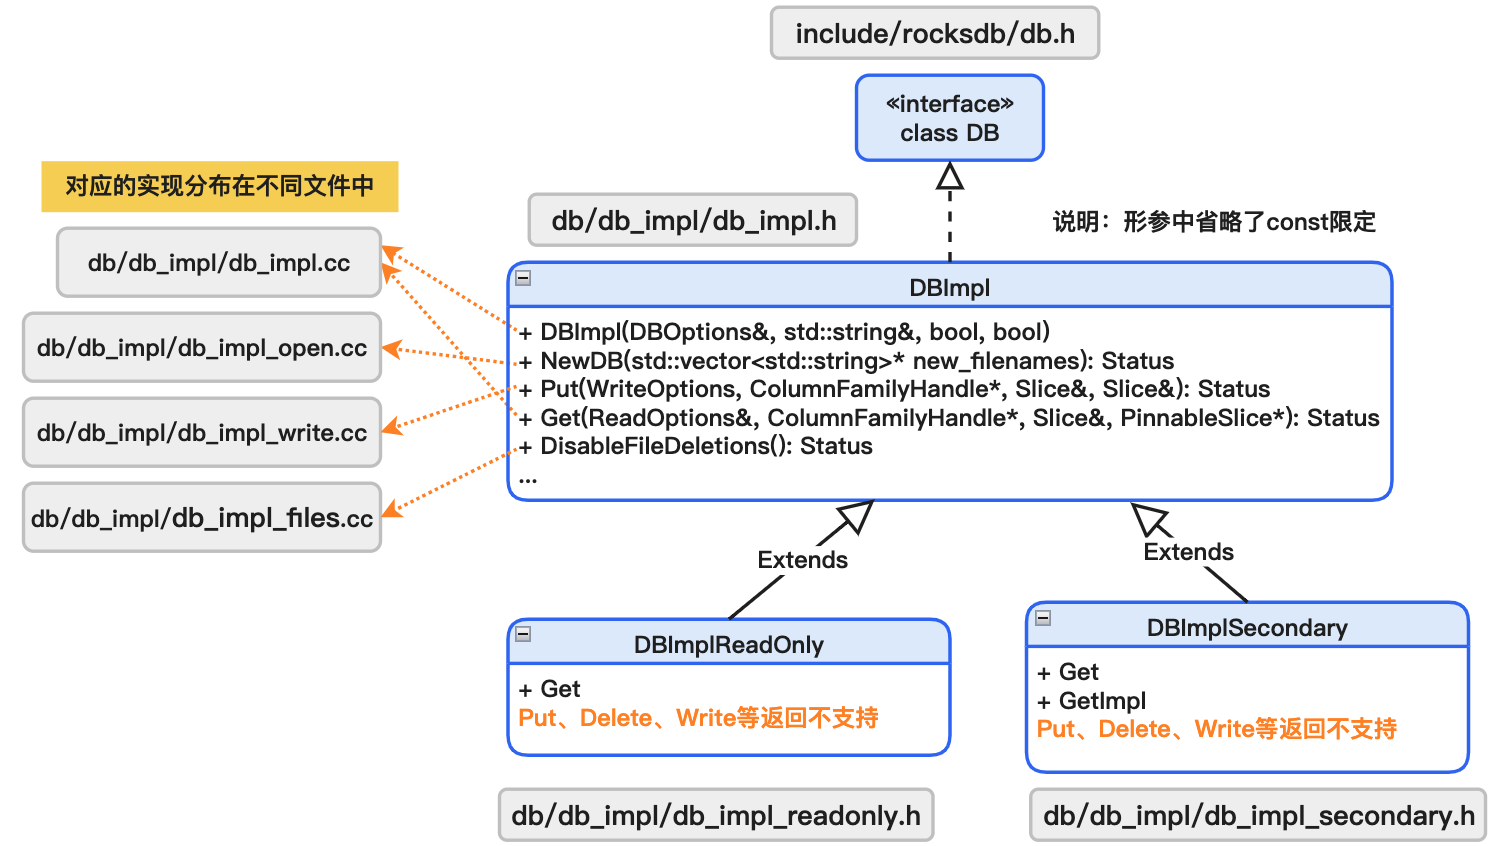 include/rocksdb/db.h
«interface»
class DB
对应的实现分布在不同文件中
db/db_impl/db_impl.h
说明：形参中省略了const限定
db/db_impl/db_impl.cc
db/db_impl/db_impl_open.cc
db/db_impl/db_impl_write.cc
db/db_impl/db_impl_files.cc
DBImpl
+ DBImpl(DBOptions&, std::string&, bool, bool)
+ NewDB(std::vector<std::string>* new_filenames): Status
+ Put(WriteOptions, ColumnFamilyHandle*, Slice&, Slice&): Status
+ Get(ReadOptions&, ColumnFamilyHandle*, Slice&, PinnableSlice*): Status
+ DisableFileDeletions(): Status
...
Extends
Extends
DBImplReadOnly
+ Get
Put、Delete、Write等返回不支持
db/db_impl/db_impl_readonly.h
DBImplSecondary
+ Get
+ GetImpl
Put、Delete、Write等返回不支持
db/db_impl/db_impl_secondary.h